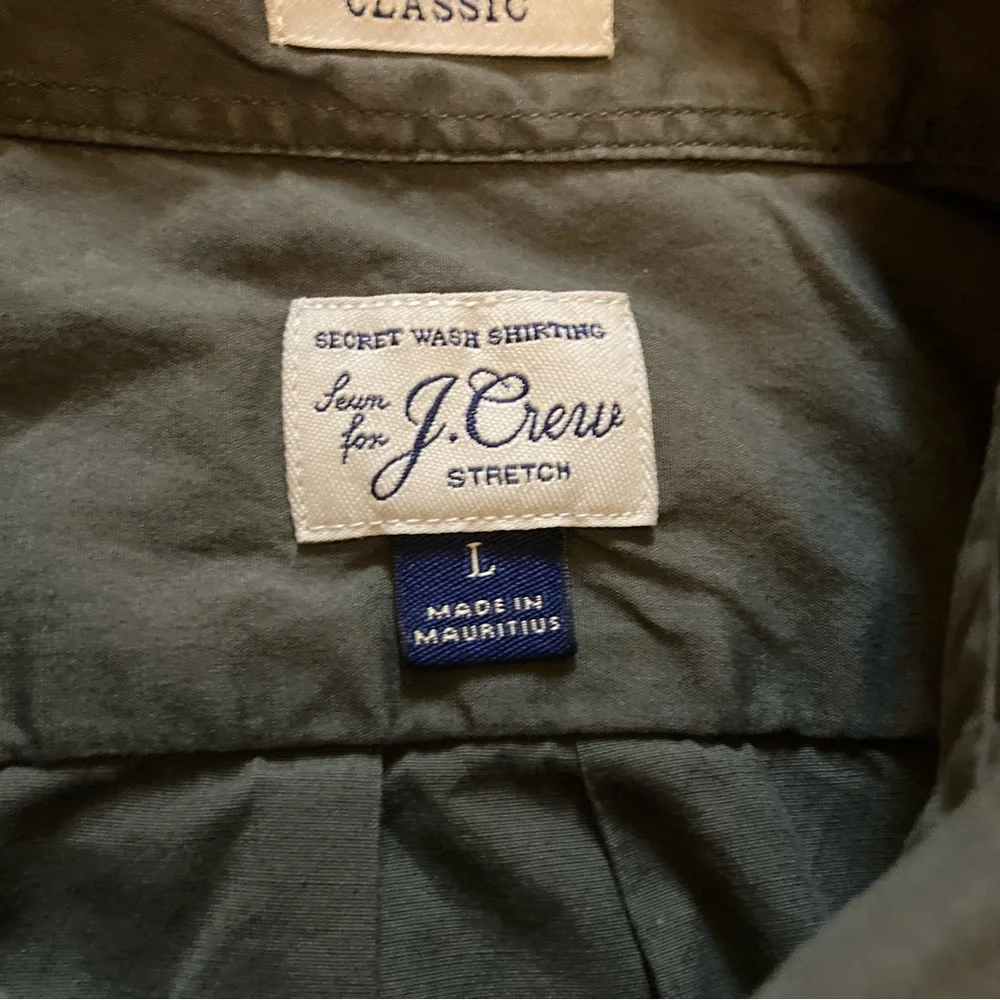 CLASSIC
SECRET WASH SHIRTING
Sewn for J.Crew
STRETCH
L
MADE IN
MAURITIUS